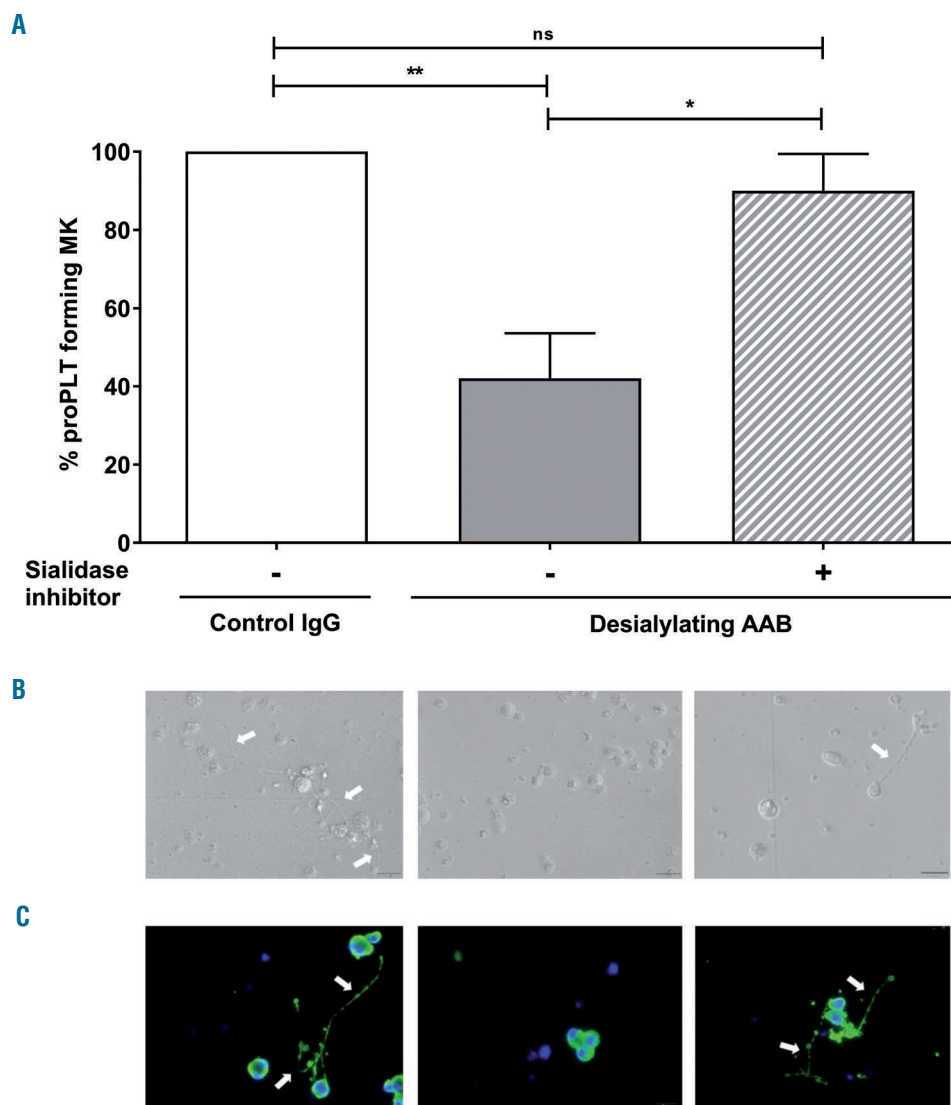 A
ns
**
*
100
80
60
40
20
0
% proPLT forming MK
Sialidase
inhibitor
-
-
+
Control IgG
Desialylating AAB
B
C